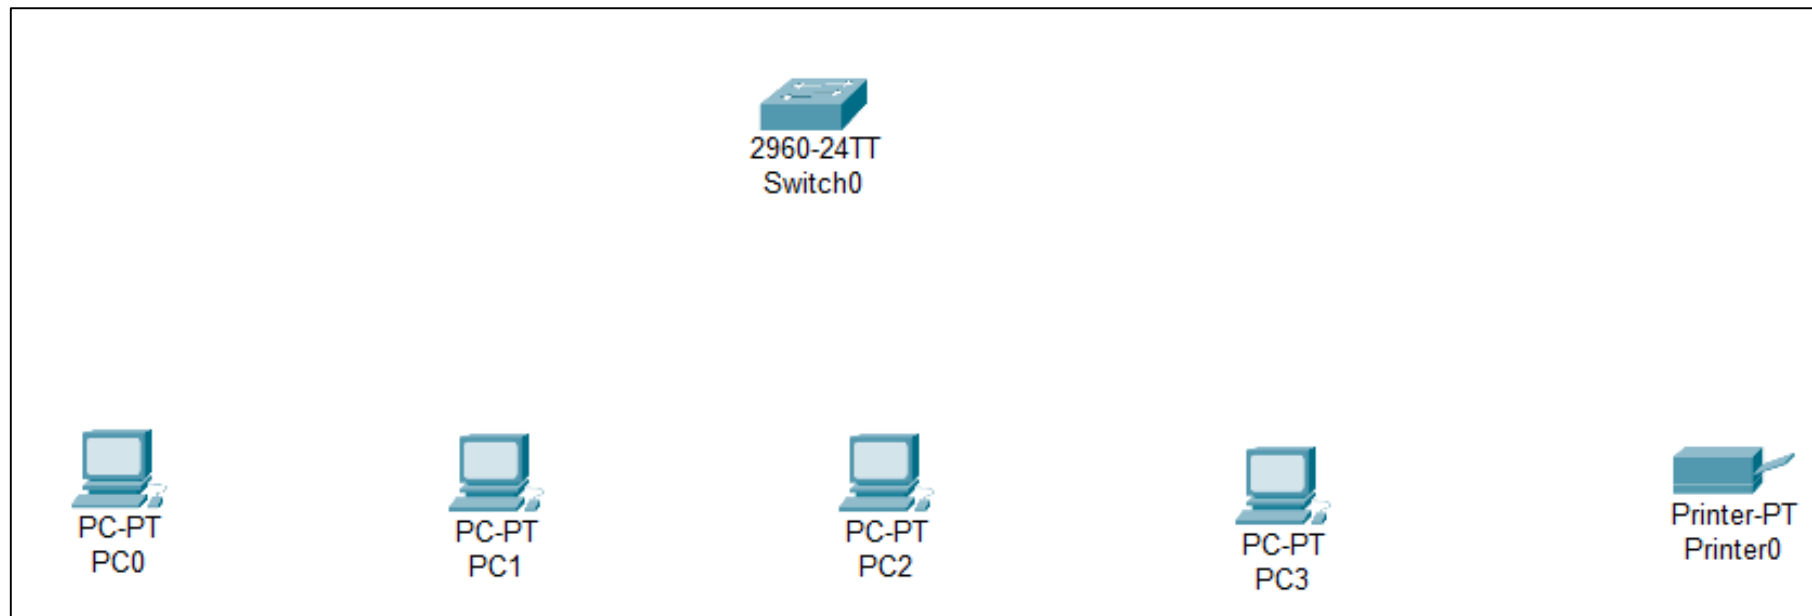 2960-24TT
Switch0
PC-PT
PC0
PC-PT
PC1
PC-PT
PC2
PC-PT
PC3
Printer-PT
Printer0